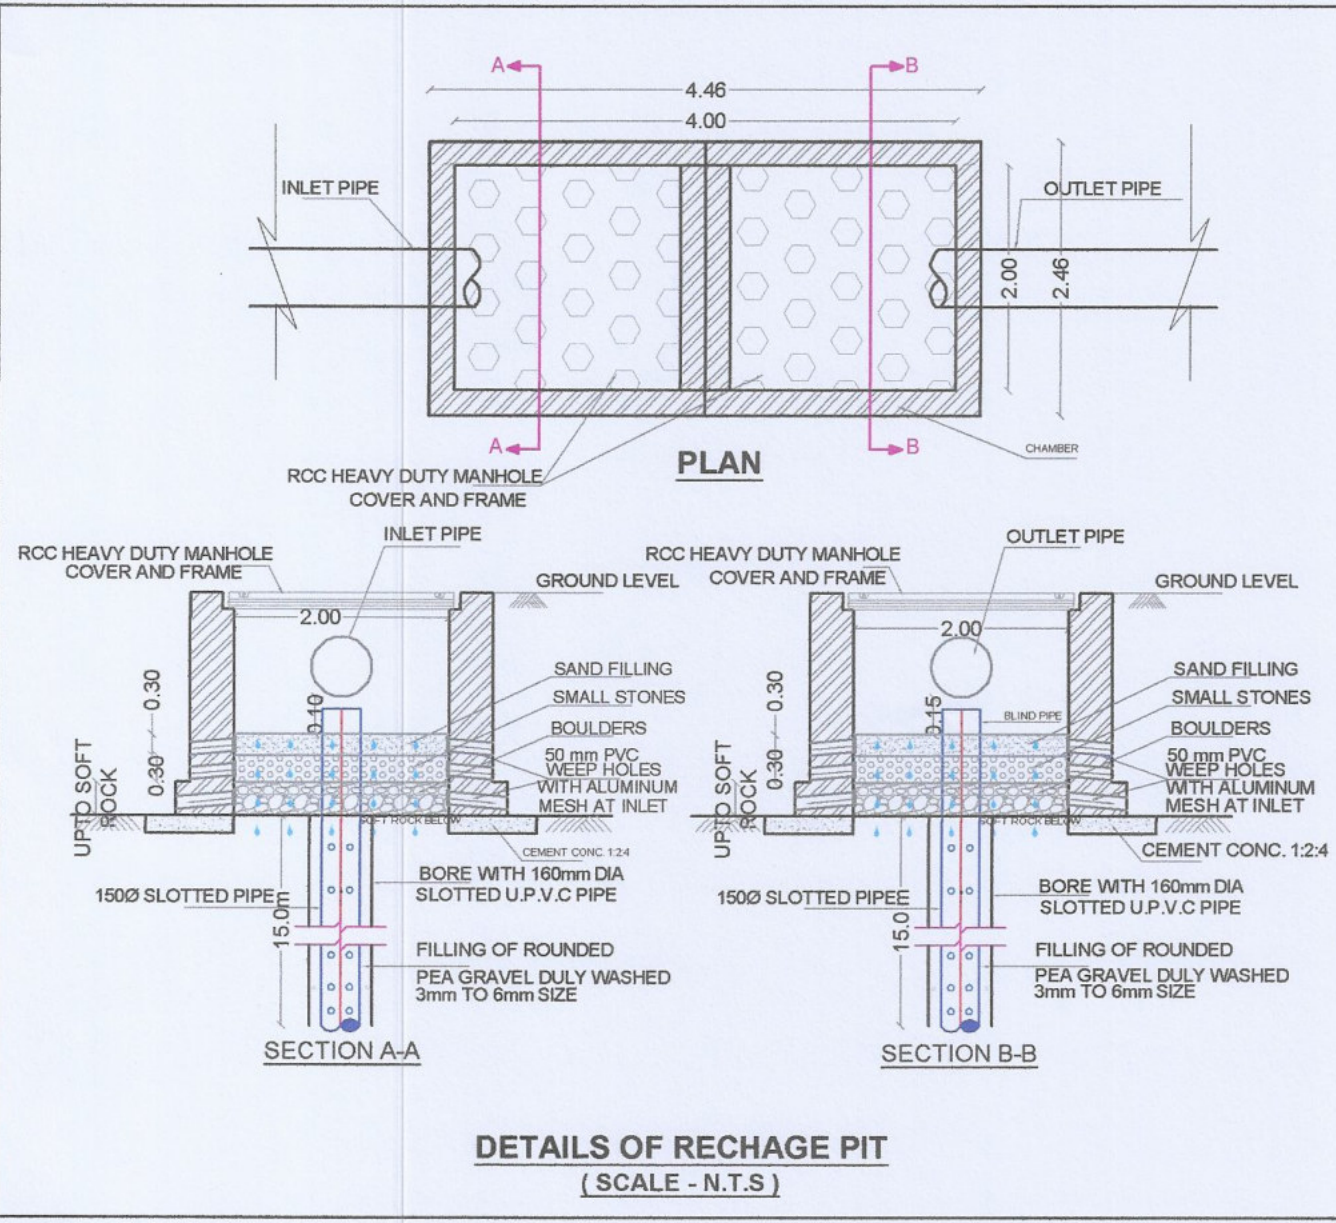 A
B
4.46
4.00
INLET PIPE
OUTLET PIPE
2.00
2.46
A
B
CHAMBER
PLAN
RCC HEAVY DUTY MANHOLE
COVER AND FRAME
INLET PIPE
RCC HEAVY DUTY MANHOLE
COVER AND FRAME
GROUND LEVEL
2.00
SAND FILLING
SMALL STONES
BOULDERS
50 mm PVC
WEEP HOLES
WITH ALUMINUM
MESH AT INLET
0.30
0.10
0.30
UPTO SOFT
ROCK
SOFT ROCK BELOW
CEMENT CONC. 1:2:4
150Ø SLOTTED PIPE
BORE WITH 160mm DIA
SLOTTED U.P.V.C PIPE
15.0m
FILLING OF ROUNDED
PEA GRAVEL DULY WASHED
3mm TO 6mm SIZE
SECTION A-A
OUTLET PIPE
RCC HEAVY DUTY MANHOLE
COVER AND FRAME
GROUND LEVEL
2.00
SAND FILLING
SMALL STONES
BLIND PIPE
BOULDERS
50 mm PVC
WEEP HOLES
WITH ALUMINUM
MESH AT INLET
0.30
0.15
0.30
UPTO SOFT
ROCK
SOFT ROCK BELOW
CEMENT CONC. 1:2:4
150Ø SLOTTED PIPE
BORE WITH 160mm DIA
SLOTTED U.P.V.C PIPE
15.0m
FILLING OF ROUNDED
PEA GRAVEL DULY WASHED
3mm TO 6mm SIZE
SECTION B-B
DETAILS OF RECHAGE PIT
( SCALE - N.T.S )